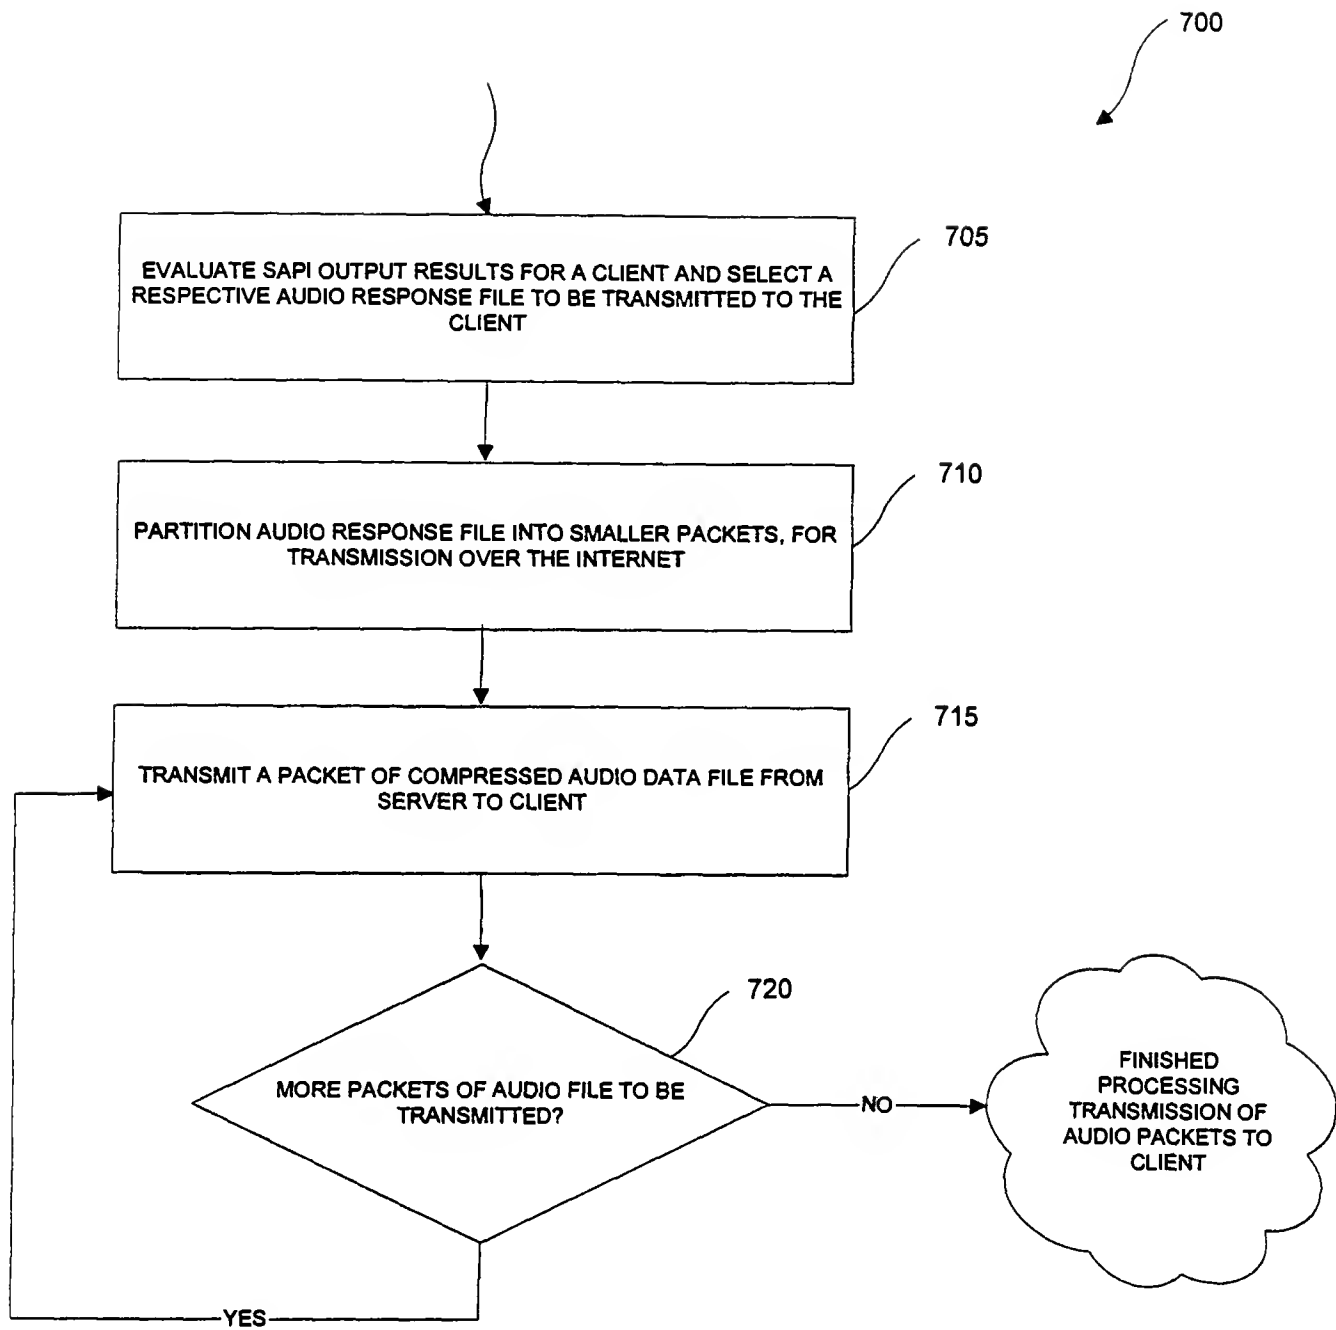 700
705
EVALUATE SAPI OUTPUT RESULTS FOR A CLIENT AND SELECT A
RESPECTIVE AUDIO RESPONSE FILE TO BE TRANSMITTED TO THE
CLIENT
710
PARTITION AUDIO RESPONSE FILE INTO SMALLER PACKETS, FOR
TRANSMISSION OVER THE INTERNET
715
TRANSMIT A PACKET OF COMPRESSED AUDIO DATA FILE FROM
SERVER TO CLIENT
720
MORE PACKETS OF AUDIO FILE TO BE
TRANSMITTED?
NO
FINISHED
PROCESSING
TRANSMISSION OF
AUDIO PACKETS TO
CLIENT
YES